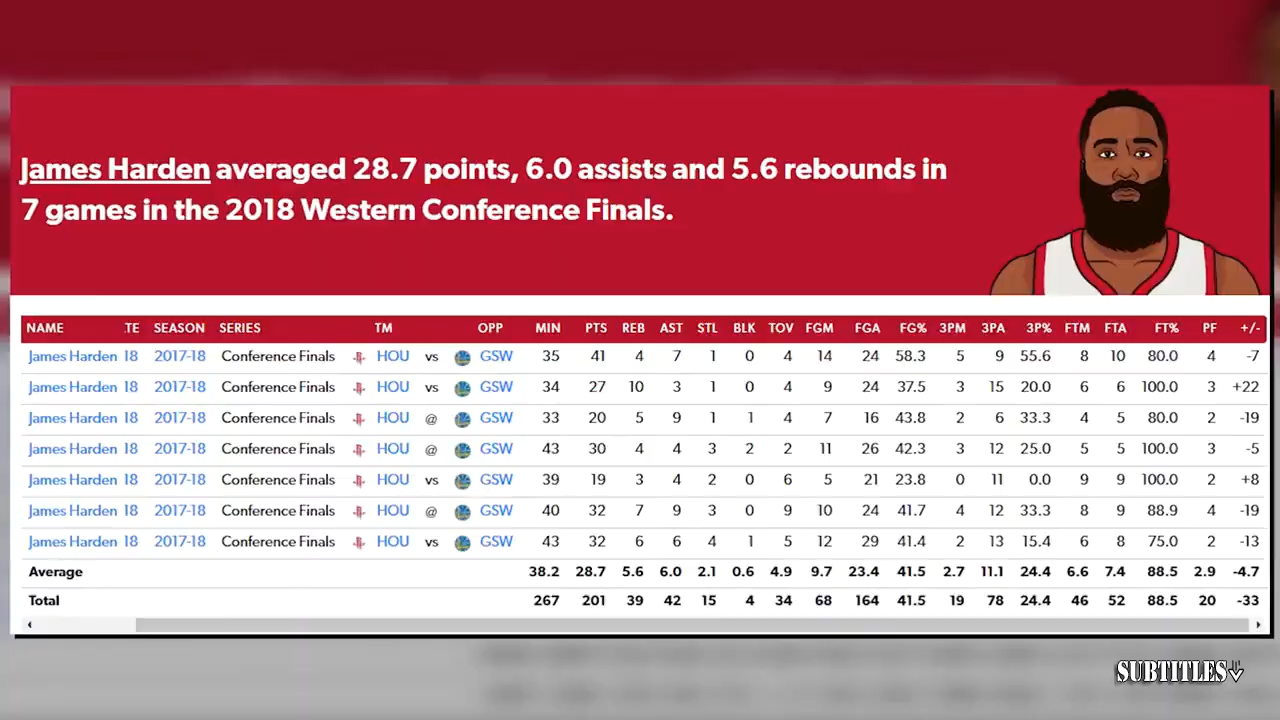 James Harden averaged 28.7 points, 6.0 assists and 5.6 rebounds in
7 games in the 2018 Western Conference Finals.
NAME TE SEASON SERIES TM OPP MIN PTS REB AST STL BLK TOV FGM FGA FG% 3PM 3PA 3P% FTM FTA FT% PF +/-
James Harden 18 2017-18 Conference Finals HOU vs GSW 35 41 4 7 1 0 4 14 24 58.3 5 9 55.6 8 10 80.0 4 -7
James Harden 18 2017-18 Conference Finals HOU vs GSW 34 27 10 3 1 0 4 9 24 37.5 3 15 20.0 6 6 100.0 3 +22
James Harden 18 2017-18 Conference Finals HOU @ GSW 33 20 5 9 1 1 4 7 16 43.8 2 6 33.3 4 5 80.0 2 -19
James Harden 18 2017-18 Conference Finals HOU @ GSW 43 30 4 4 3 2 2 11 26 42.3 3 12 25.0 5 5 100.0 3 -5
James Harden 18 2017-18 Conference Finals HOU vs GSW 39 19 3 4 2 0 6 5 21 23.8 0 11 0.0 9 9 100.0 2 +8
James Harden 18 2017-18 Conference Finals HOU @ GSW 40 32 7 9 3 0 9 10 24 41.7 4 12 33.3 8 9 88.9 4 -19
James Harden 18 2017-18 Conference Finals HOU vs GSW 43 32 6 6 4 1 5 12 29 41.4 2 13 15.4 6 8 75.0 2 -13
Average 38.2 28.7 5.6 6.0 2.1 0.6 4.9 9.7 23.4 41.5 2.7 11.1 24.4 6.6 7.4 88.5 2.9 -4.7
Total 267 201 39 42 15 4 34 68 164 41.5 19 78 24.4 46 52 88.5 20 -33
SUBTITLES